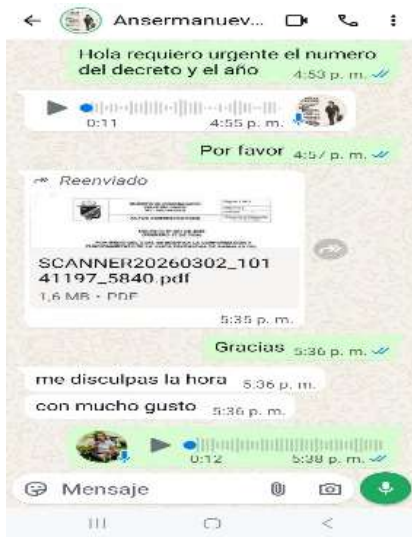 Ansermanuev...
Hola requiero urgente el numero
del decreto y el año
4:53 p. m.
0:11
4:55 p. m.
Por favor
4:57 p. m.
Reenviado
SCANNER20260302_101
41197_5840.pdf
1,6 MB • PDF
5:35 p. m.
Gracias
5:36 p. m.
me disculpas la hora
5:36 p. m.
con mucho gusto
5:36 p. m.
0:12
5:38 p. m.
Mensaje